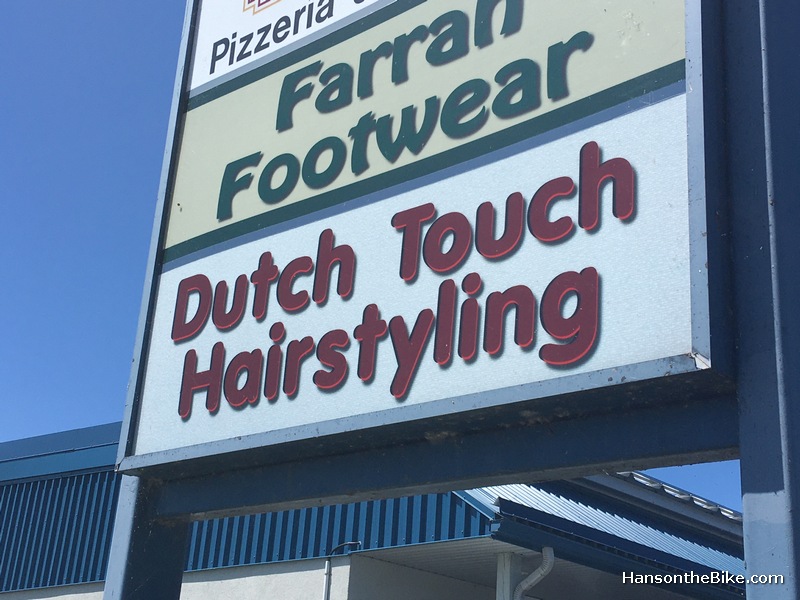 Pizzeria
Farrah
Footwear
Dutch Touch
Hairstyling
HansontheBike.com